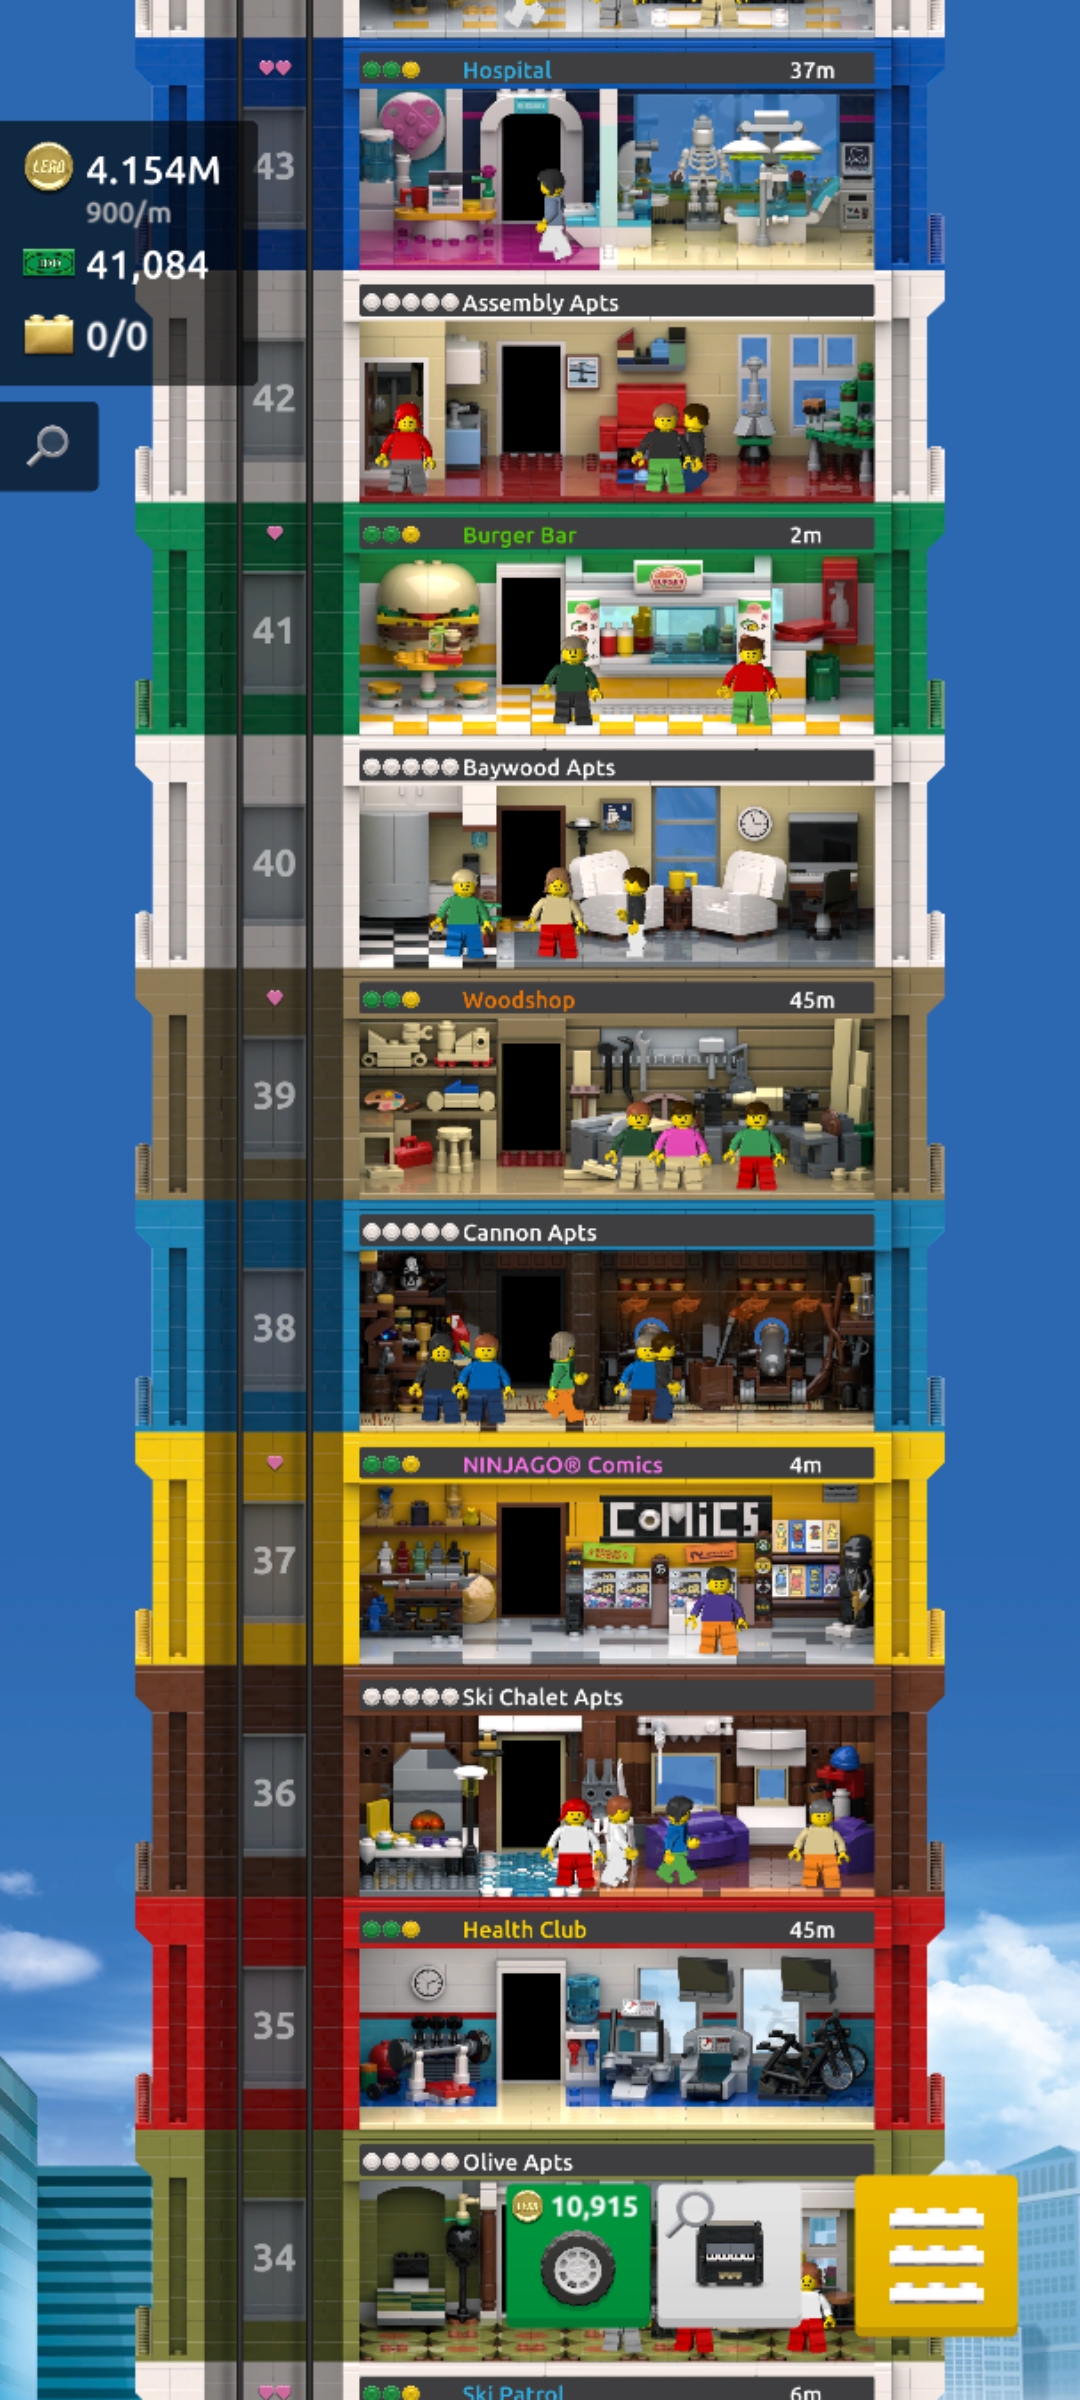 Hospital 37m
LEGO 4.154M
900/m
43
41,084
0/0
Assembly Apts
42
Burger Bar 2m
41
Baywood Apts
40
Woodshop 45m
39
Cannon Apts
38
NINJAGO® Comics 4m
COMiCS
37
Ski Chalet Apts
36
Health Club 45m
35
Olive Apts
10,915
34
Ski Patrol 6m